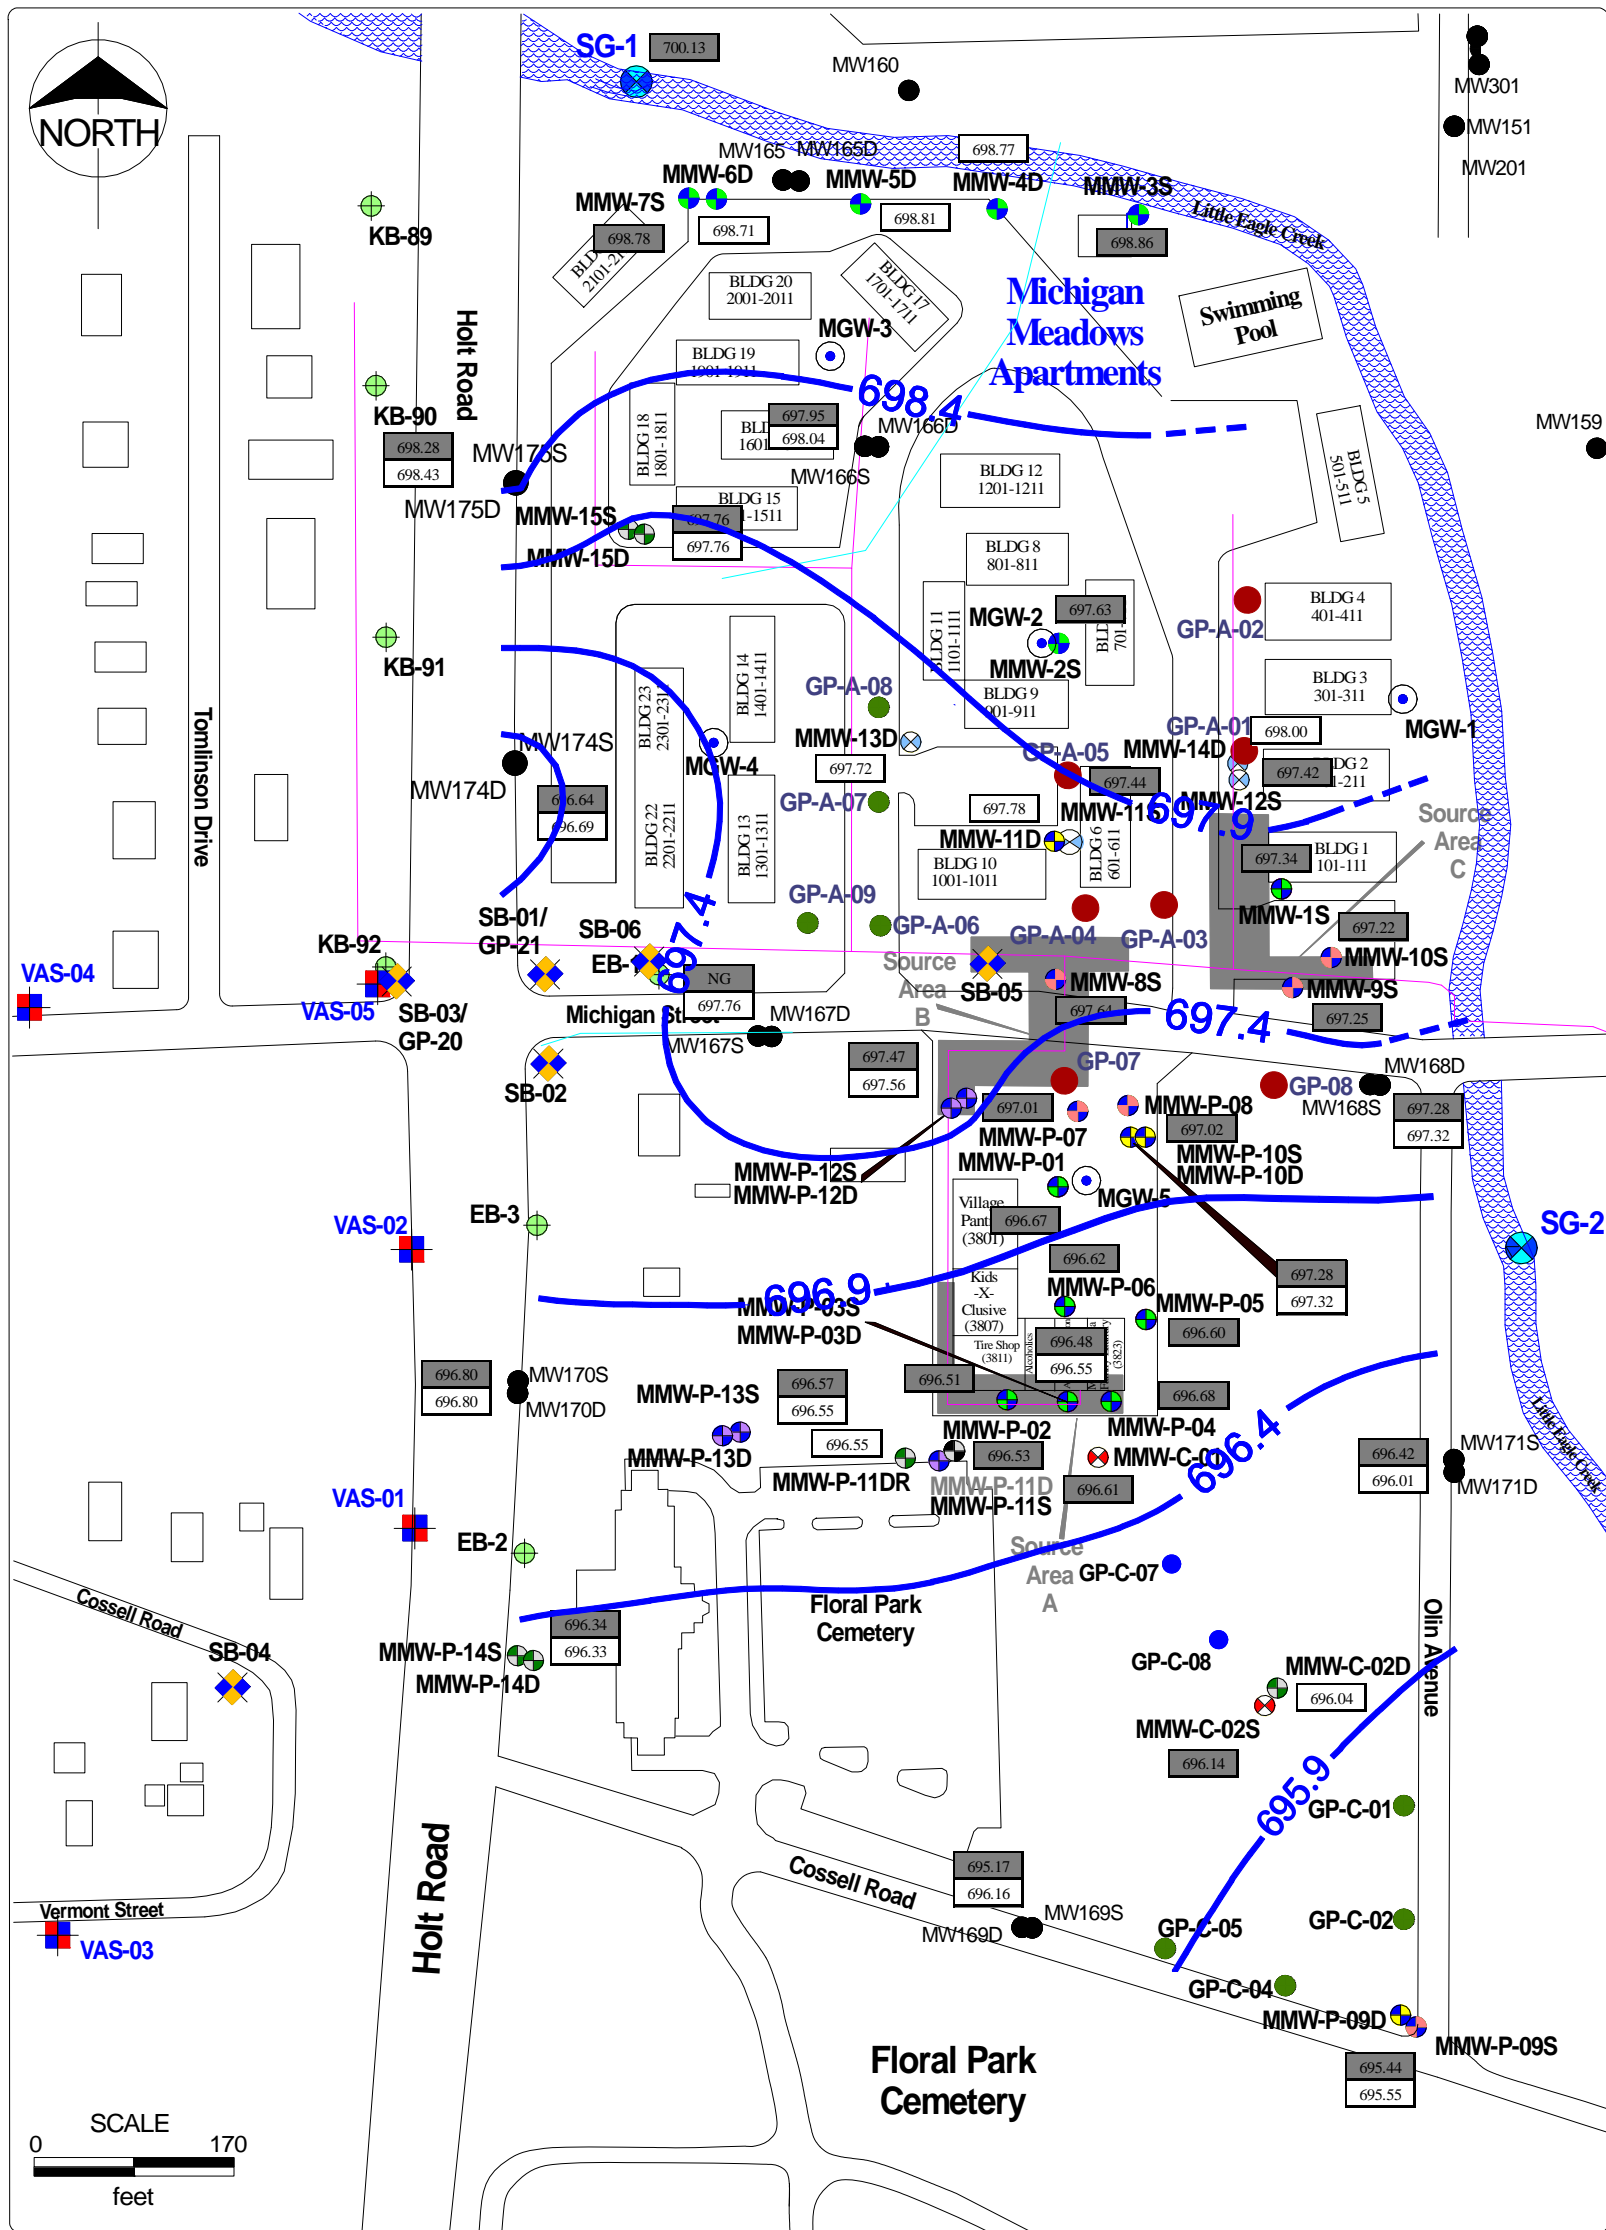 SG-1
700.13
MW160
MW301
MW151
MW201
NORTH
698.77
MW165
MW165D
MMW-6D
MMW-5D
MMW-4D
MMW-3S
MMW-7S
698.78
698.71
698.81
698.86
Little Eagle Creek
KB-89
BLDG 20
2001-2011
BLDG 17
1701-1711
Michigan
Meadows
Apartments
Swimming
Pool
Holt Road
MGW-3
BLDG 19
1901-1911
698.4
KB-90
698.28
698.43
BLDG 18
1801-1811
697.95
698.04
MW166D
MW166S
MW159
BLDG 5
501-511
MW175S
MW175D
BLDG 12
1201-1211
BLDG 15
MMW-15S
MMW-15D
697.76
697.76
BLDG 8
801-811
BLDG 11
1101-1111
MGW-2
697.63
MMW-2S
BLDG 4
401-411
GP-A-02
KB-91
BLDG 14
1401-1411
BLDG 23
GP-A-08
BLDG 9
901-911
BLDG 3
301-311
MGW-1
Tomlinson Drive
MW174S
MW174D
MGW-4
MMW-13D
697.72
GP-A-05
GP-A-01
MMW-14D
698.00
697.42
MMW-12S
696.64
696.69
BLDG 22
2201-2211
BLDG 13
1301-1311
GP-A-07
697.78
697.44
MMW-11S
MMW-11D
697.9
BLDG 6
601-611
BLDG 10
1001-1011
Source
Area
C
697.34
BLDG 1
101-111
MMW-1S
697.4
SB-01/
GP-21
SB-06
GP-A-09
GP-A-06
GP-A-04
GP-A-03
697.22
MMW-10S
KB-92
VAS-04
VAS-05
SB-03/
GP-20
NG
697.76
Source
Area
B
SB-05
MMW-8S
697.64
MMW-9S
697.25
Michigan Street
MW167D
MW167S
697.4
SB-02
697.47
697.56
GP-07
GP-08
MW168D
MW168S
697.28
697.32
697.01
MMW-P-07
MMW-P-08
697.02
MMW-P-10S
MMW-P-10D
MMW-P-12S
MMW-P-12D
MMW-P-01
MGW-5
Village
(3801)
696.67
EB-3
VAS-02
SG-2
696.62
696.9
Kids
-X-
Clusive
(3807)
MMW-P-06
697.28
697.32
MMW-P-03S
MMW-P-03D
MMW-P-05
696.60
Tire Shop
(3811)
Alcoholics
(3823)
696.48
696.55
696.80
696.80
MW170S
MW170D
696.51
696.57
696.55
696.68
MMW-P-13S
MMW-P-13D
MMW-P-02
MMW-P-04
696.4
696.55
696.53
MMW-C-01
MMW-P-11DR
MMW-P-11D
MMW-P-11S
696.61
696.42
696.01
MW171S
MW171D
Little Eagle Creek
VAS-01
EB-2
Source
Area
A
GP-C-07
Cossell Road
Floral Park
Cemetery
696.34
696.33
MMW-P-14S
MMW-P-14D
SB-04
GP-C-08
MMW-C-02D
696.04
MMW-C-02S
696.14
Olin Avenue
695.9
GP-C-01
Holt Road
Cossell Road
695.17
696.16
MW169S
MW169D
GP-C-05
GP-C-02
Vermont Street
VAS-03
GP-C-04
MMW-P-09D
MMW-P-09S
695.44
695.55
Floral Park
Cemetery
SCALE
0 170
feet